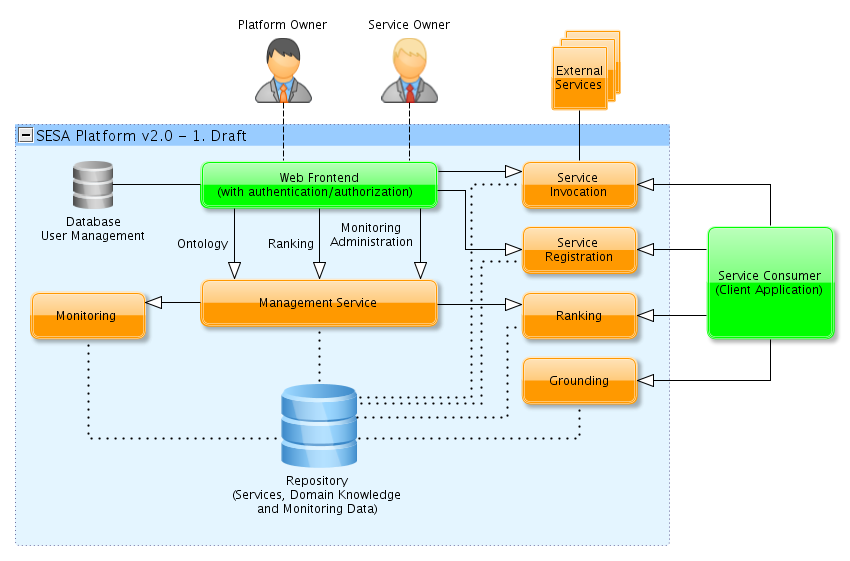 Platform Owner
Service Owner
External
Services
SESA Platform v2.0 - 1. Draft
Web Frontend
(with authentication/authorization)
Service
Invocation
Database
User Management
Ontology
Ranking
Monitoring
Administration
Service
Registration
Service Consumer
(Client Application)
Monitoring
Management Service
Ranking
Grounding
Repository
(Services, Domain Knowledge
and Monitoring Data)